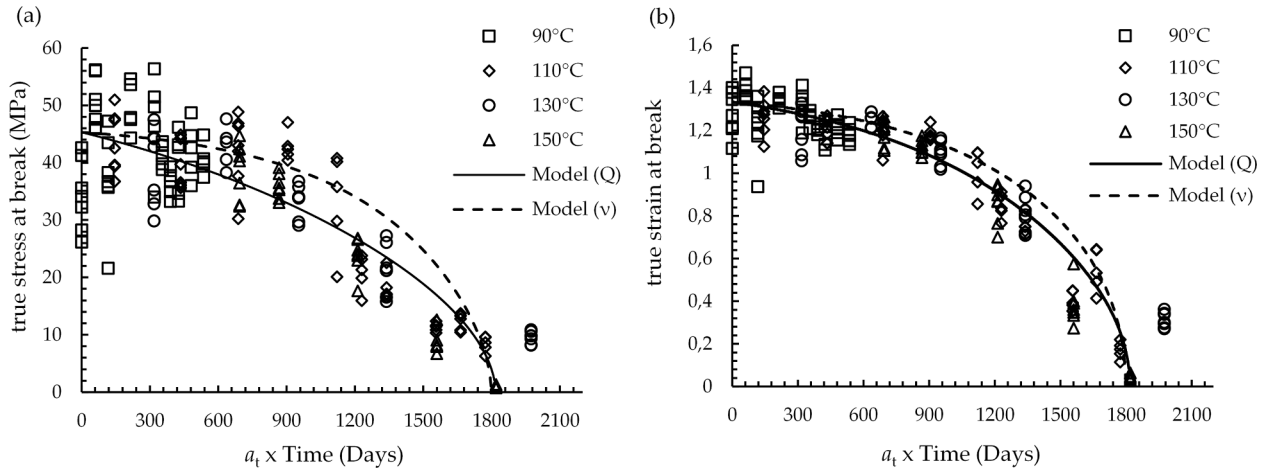 (a)
true stress at break (MPa)
60
50
40
30
20
10
0
0 300 600 900 1200 1500 1800 2100
a_t x Time (Days)
90°C
110°C
130°C
150°C
Model (Q)
Model (ν)
(b)
true strain at break
1,6
1,4
1,2
1
0,8
0,6
0,4
0,2
0
0 300 600 900 1200 1500 1800 2100
a_t x Time (Days)
90°C
110°C
130°C
150°C
Model (Q)
Model (ν)